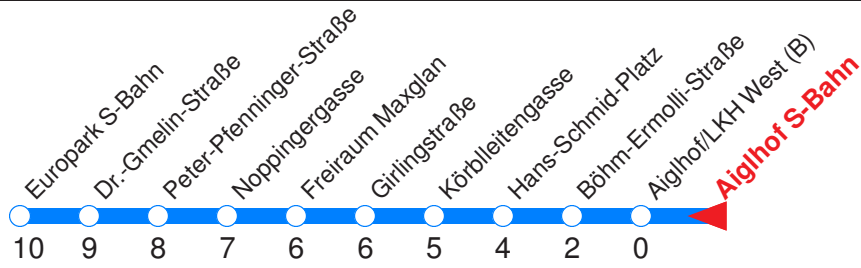 Europark S-Bahn
Dr.-Gmelin-Straße
Peter-Pfenninger-Straße
Noppingergasse
Freiraum Maxglan
Girlingstraße
Körblleitengasse
Hans-Schmid-Platz
Böhm-Ermolli-Straße
Aiglhof/LKH West (B)
Aiglhof S-Bahn
10 9 8 7 6 6 5 4 2 0